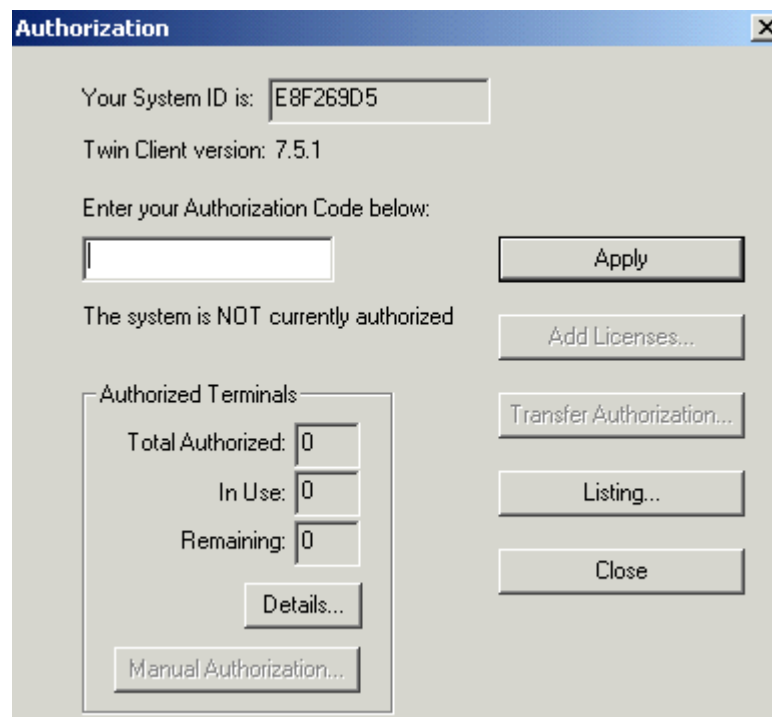 Authorization
Your System ID is: E8F269D5
Twin Client version: 7.5.1
Enter your Authorization Code below:
Apply
The system is NOT currently authorized
Add Licenses...
Authorized Terminals
Transfer Authorization...
Total Authorized: 0
In Use: 0
Listing...
Remaining: 0
Close
Details...
Manual Authorization...